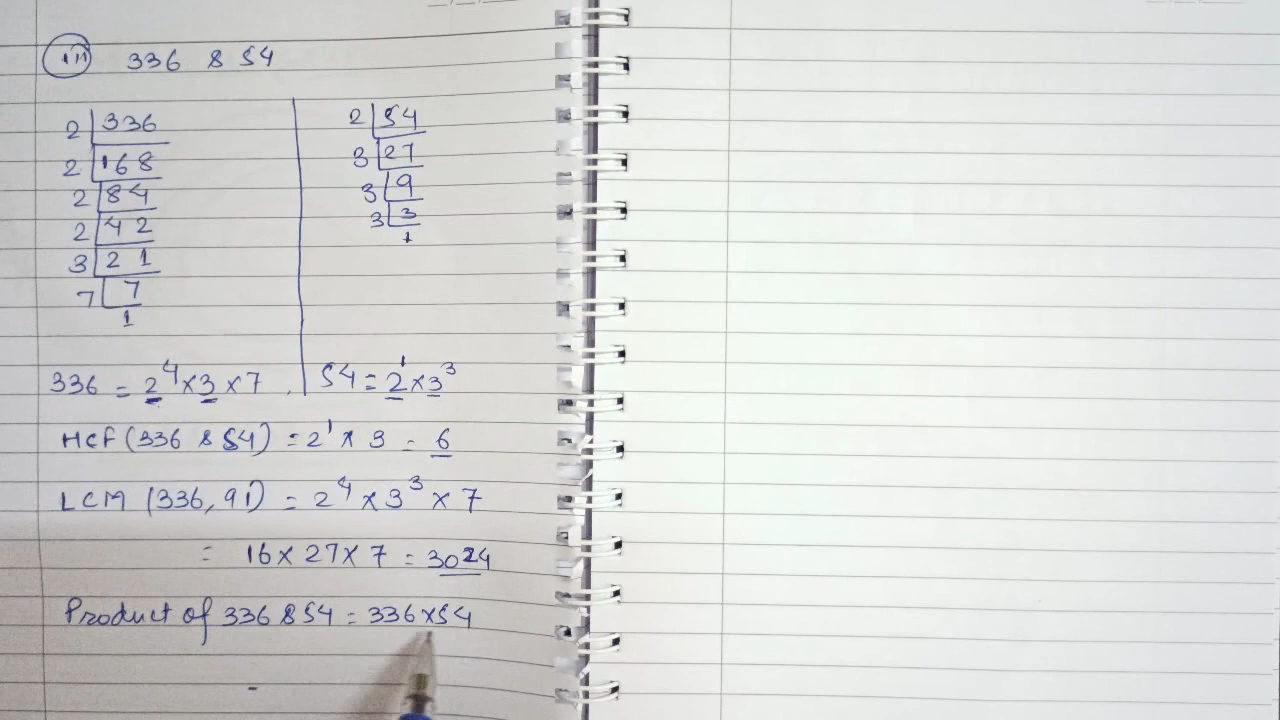 (iii) 336 & 54
2 | 336
2 | 168
2 | 84
2 | 42
3 | 21
7 | 7
1
2 | 54
3 | 27
3 | 9
3 | 3
1
336 = 2⁴ × 3 × 7 , 54 = 2¹ × 3³
HCF (336 & 54) = 2¹ × 3 = 6
LCM (336, 91) = 2⁴ × 3³ × 7
= 16 × 27 × 7 = 3024
Product of 336 & 54 = 336 × 54